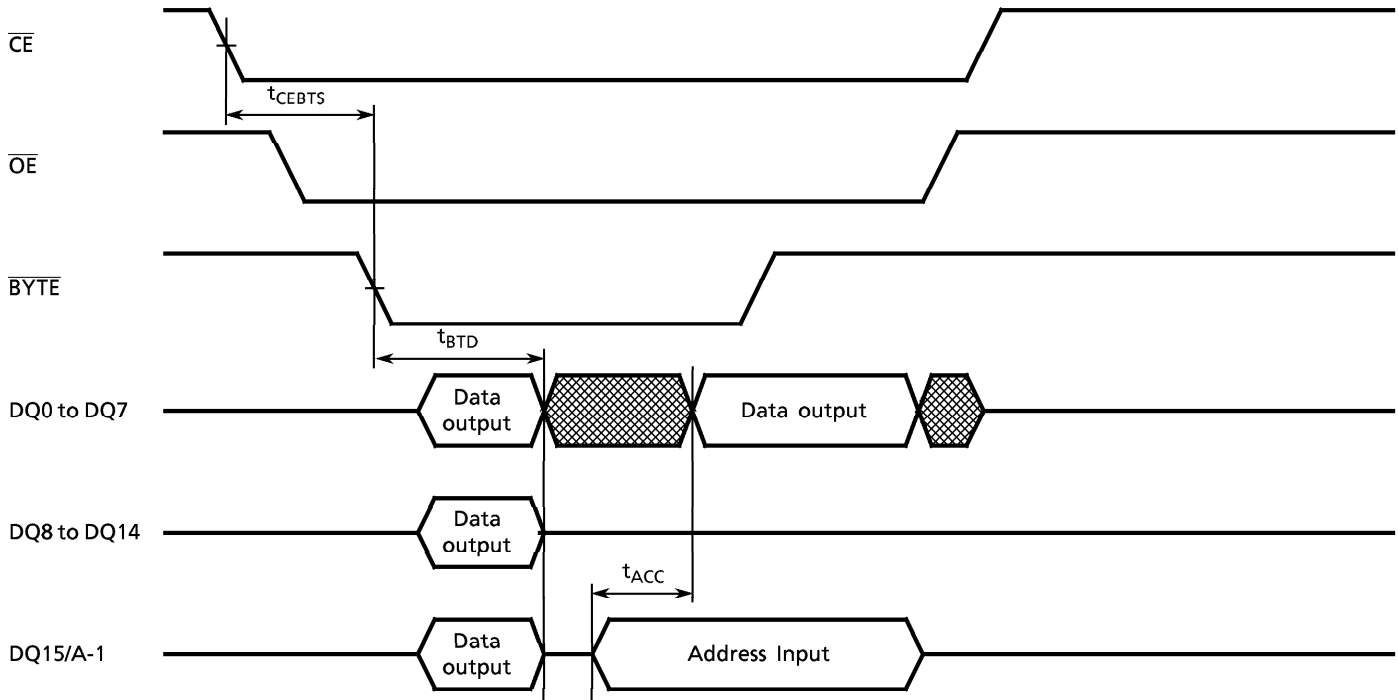 CE
tCEBTS
OE
BYTE
tBTD
DQ0 to DQ7
Data
output
Data output
DQ8 to DQ14
Data
output
tACC
DQ15/A-1
Data
output
Address Input